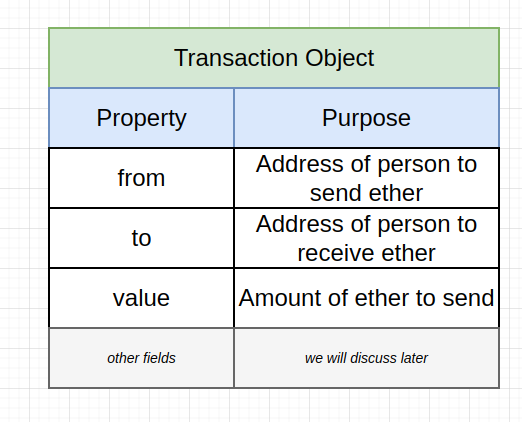 Transaction Object
Property
Purpose
from
Address of person to
send ether
to
Address of person to
receive ether
value
Amount of ether to send
other fields
we will discuss later